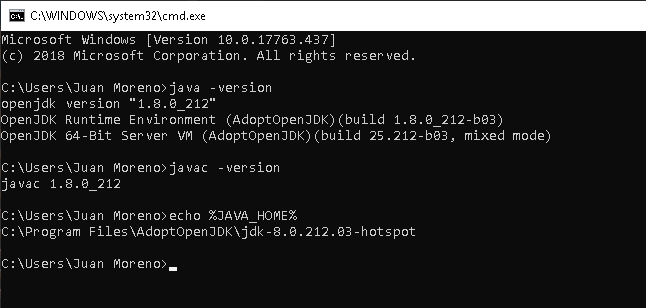 C:\WINDOWS\system32\cmd.exe
Microsoft Windows [Version 10.0.17763.437]
(c) 2018 Microsoft Corporation. All rights reserved.
C:\Users\Juan Moreno>java -version
openjdk version "1.8.0_212"
OpenJDK Runtime Environment (AdoptOpenJDK)(build 1.8.0_212-b03)
OpenJDK 64-Bit Server VM (AdoptOpenJDK)(build 25.212-b03, mixed mode)
C:\Users\Juan Moreno>javac -version
javac 1.8.0_212
C:\Users\Juan Moreno>echo %JAVA_HOME%
C:\Program Files\AdoptOpenJDK\jdk-8.0.212.03-hotspot
C:\Users\Juan Moreno>